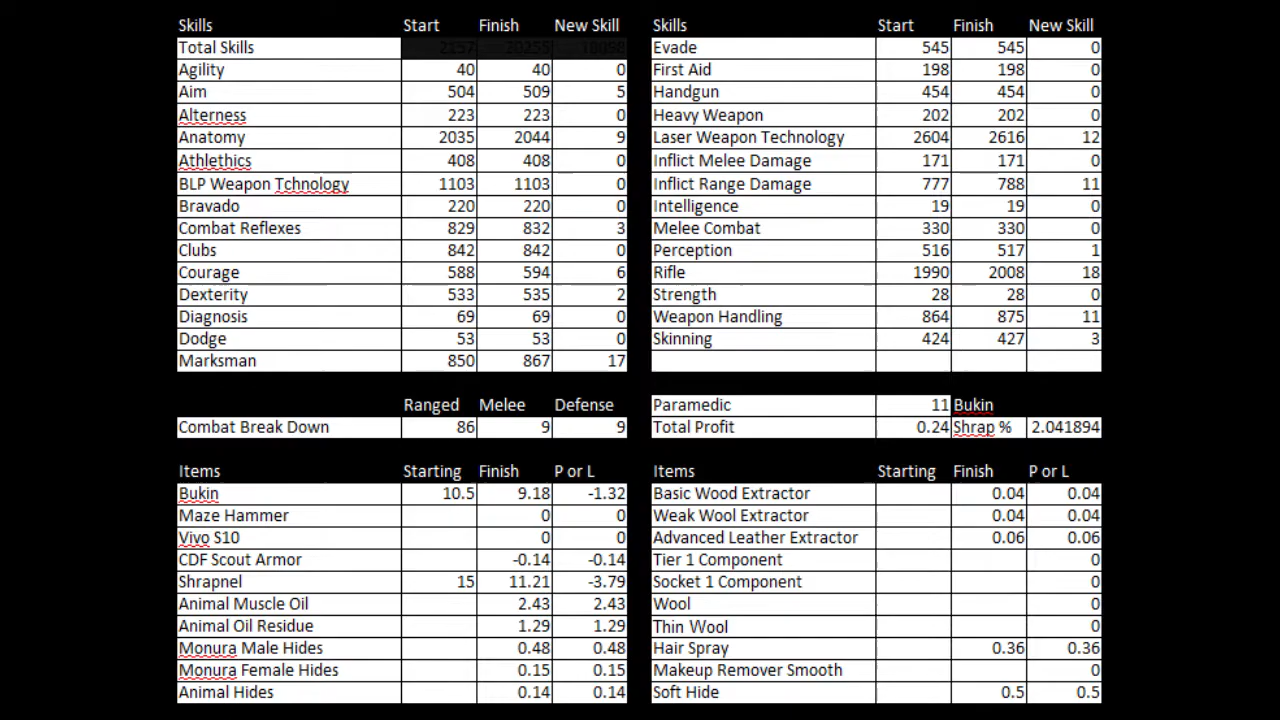 Skills Start Finish New Skill
Total Skills 2157 20255
Agility 40 40 0
Aim 504 509 5
Alterness 223 223 0
Anatomy 2035 2044 9
Athlethics 408 408 0
BLP Weapon Tchnology 1103 1103 0
Bravado 220 220 0
Combat Reflexes 829 832 3
Clubs 842 842 0
Courage 588 594 6
Dexterity 533 535 2
Diagnosis 69 69 0
Dodge 53 53 0
Marksman 850 867 17
Skills Start Finish New Skill
Evade 545 545 0
First Aid 198 198 0
Handgun 454 454 0
Heavy Weapon 202 202 0
Laser Weapon Technology 2604 2616 12
Inflict Melee Damage 171 171 0
Inflict Range Damage 777 788 11
Intelligence 19 19 0
Melee Combat 330 330 0
Perception 516 517 1
Rifle 1990 2008 18
Strength 28 28 0
Weapon Handling 864 875 11
Skinning 424 427 3
Ranged Melee Defense
Combat Break Down 86 9 9
Paramedic 11 Bukin
Total Profit 0.24 Shrap % 2.041894
Items Starting Finish P or L
Bukin 10.5 9.18 -1.32
Maze Hammer 0 0
Vivo S10 0 0
CDF Scout Armor -0.14 -0.14
Shrapnel 15 11.21 -3.79
Animal Muscle Oil 2.43 2.43
Animal Oil Residue 1.29 1.29
Monura Male Hides 0.48 0.48
Monura Female Hides 0.15 0.15
Animal Hides 0.14 0.14
Items Starting Finish P or L
Basic Wood Extractor 0.04 0.04
Weak Wool Extractor 0.04 0.04
Advanced Leather Extractor 0.06 0.06
Tier 1 Component 0
Socket 1 Component 0
Wool 0
Thin Wool 0
Hair Spray 0.36 0.36
Makeup Remover Smooth 0
Soft Hide 0.5 0.5